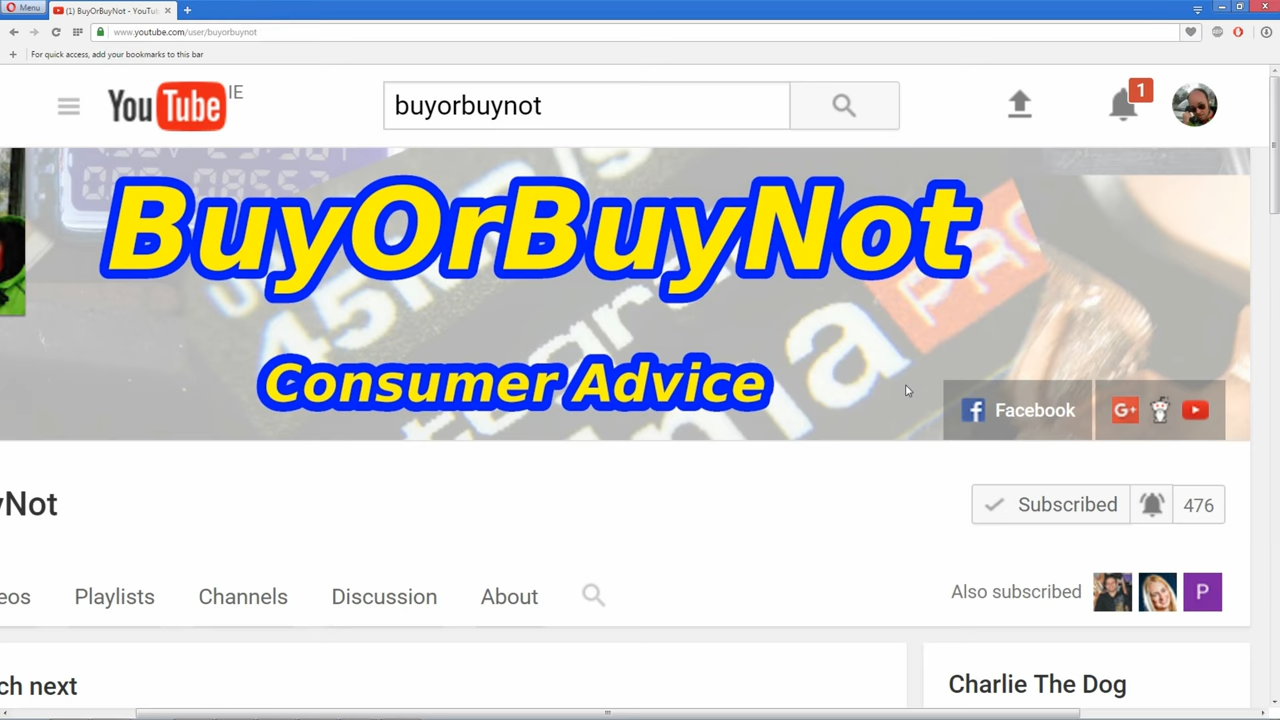 Menu
(1) BuyOrBuyNot - YouTu
www.youtube.com/user/buyorbuynot
For quick access, add your bookmarks to this bar
YouTube IE
buyorbuynot
1
BuyOrBuyNot
45MB/s
Consumer Advice
Facebook
G+
yNot
Subscribed
476
eos
Playlists
Channels
Discussion
About
Also subscribed
P
ch next
Charlie The Dog